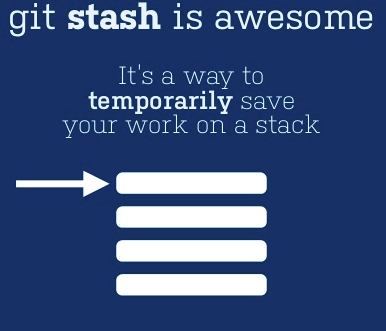 git stash is awesome
It's a way to
temporarily save
your work on a stack